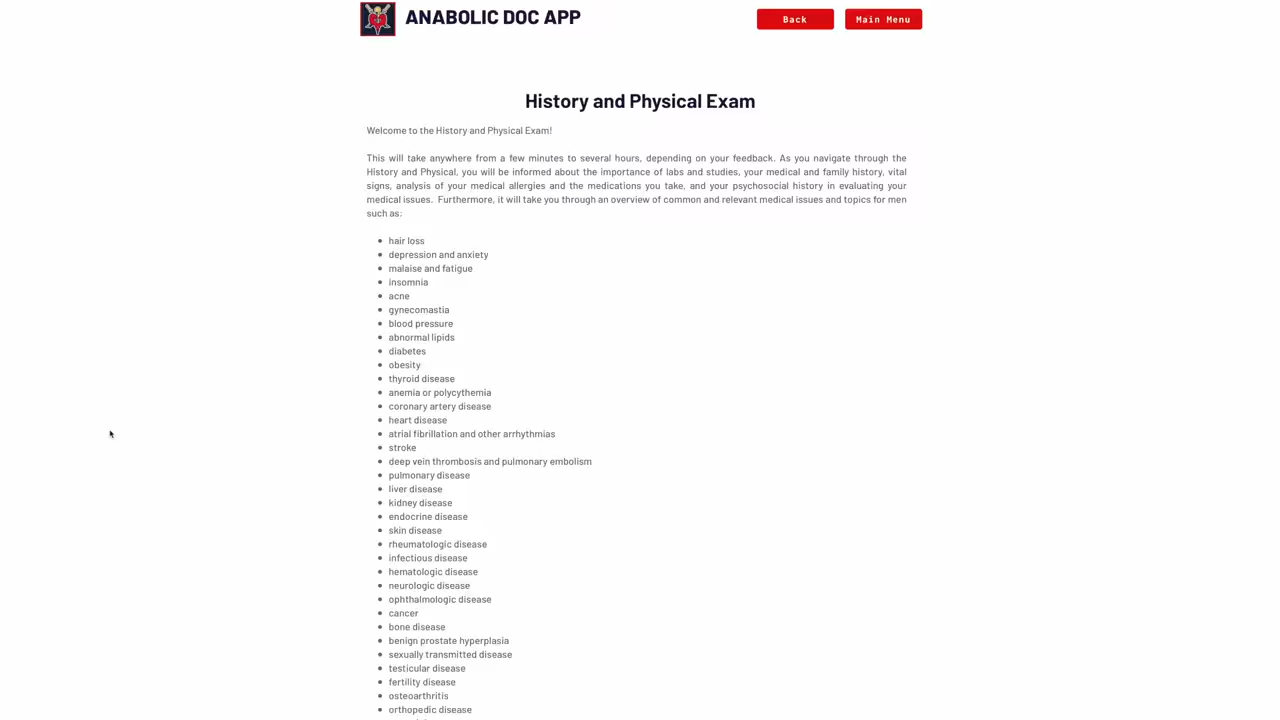 ANABOLIC DOC APP
Back
Main Menu
History and Physical Exam
Welcome to the History and Physical Exam!
This will take anywhere from a few minutes to several hours, depending on your feedback. As you navigate through the
History and Physical, you will be informed about the importance of labs and studies, your medical and family history, vital
signs, analysis of your medical allergies and the medications you take, and your psychosocial history in evaluating your
medical issues. Furthermore, it will take you through an overview of common and relevant medical issues and topics for men
such as:
hair loss
depression and anxiety
malaise and fatigue
insomnia
acne
gynecomastia
blood pressure
abnormal lipids
diabetes
obesity
thyroid disease
anemia or polycythemia
coronary artery disease
heart disease
atrial fibrillation and other arrhythmias
stroke
deep vein thrombosis and pulmonary embolism
pulmonary disease
liver disease
kidney disease
endocrine disease
skin disease
rheumatologic disease
infectious disease
hematologic disease
neurologic disease
ophthalmologic disease
cancer
bone disease
benign prostate hyperplasia
sexually transmitted disease
testicular disease
fertility disease
osteoarthritis
orthopedic disease